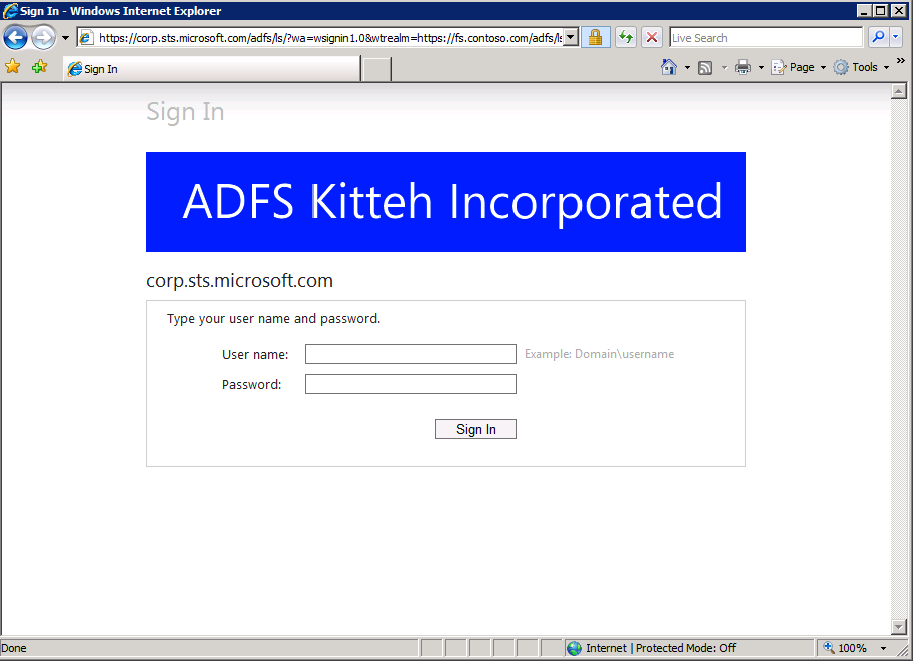 Sign In - Windows Internet Explorer
https://corp.sts.microsoft.com/adfs/ls/?wa=wsignin1.0&wtrealm=https://fs.contoso.com/adfs/ls
Live Search
Sign In
Page
Tools
»
Sign In
ADFS Kitteh Incorporated
corp.sts.microsoft.com
Type your user name and password.
User name:
Example: Domain\username
Password:
Sign In
Done
Internet | Protected Mode: Off
100%